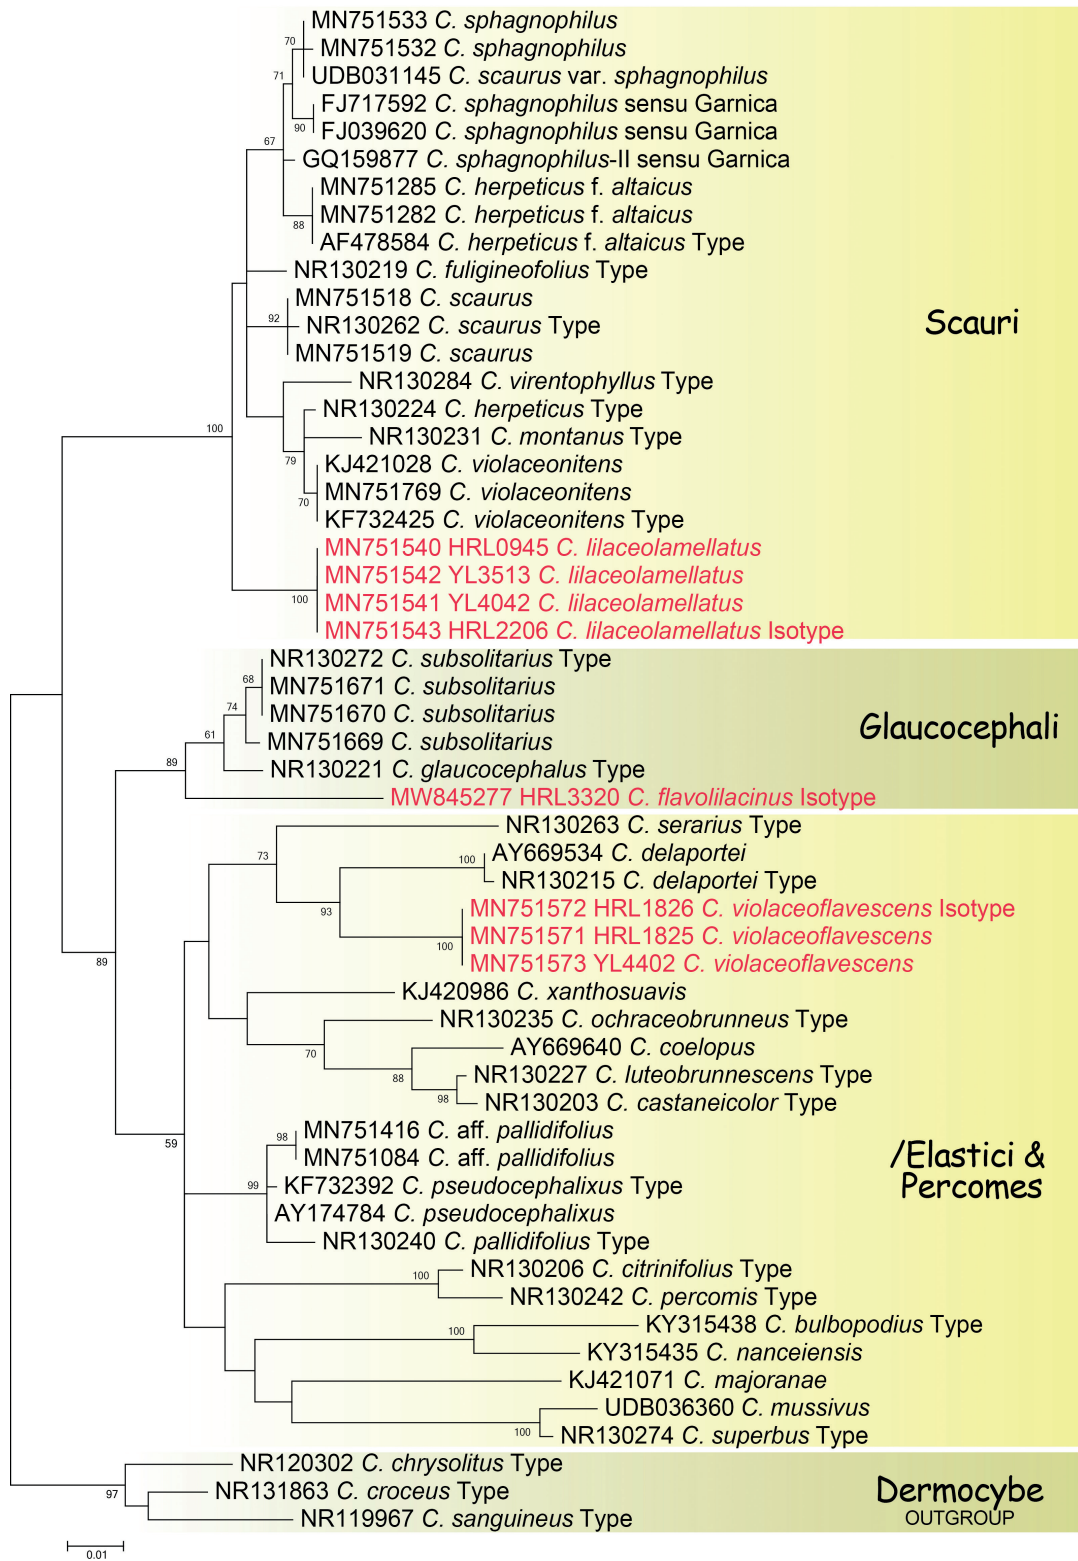 MN751533 C. sphagnophilus
70
MN751532 C. sphagnophilus
71
UDB031145 C. scaurus var. sphagnophilus
FJ717592 C. sphagnophilus sensu Garnica
90
FJ039620 C. sphagnophilus sensu Garnica
67
GQ159877 C. sphagnophilus-II sensu Garnica
MN751285 C. herpeticus f. altaicus
MN751282 C. herpeticus f. altaicus
88
AF478584 C. herpeticus f. altaicus Type
NR130219 C. fuligineofolius Type
MN751518 C. scaurus
92
NR130262 C. scaurus Type
Scauri
MN751519 C. scaurus
NR130284 C. virentophyllus Type
NR130224 C. herpeticus Type
100
NR130231 C. montanus Type
79
KJ421028 C. violaceonitens
MN751769 C. violaceonitens
70
KF732425 C. violaceonitens Type
MN751540 HRL0945 C. lilaceolamellatus
MN751542 YL3513 C. lilaceolamellatus
100
MN751541 YL4042 C. lilaceolamellatus
MN751543 HRL2206 C. lilaceolamellatus Isotype
NR130272 C. subsolitarius Type
68
MN751671 C. subsolitarius
74
MN751670 C. subsolitarius
Glaucocephali
61
MN751669 C. subsolitarius
89
NR130221 C. glaucocephalus Type
MW845277 HRL3320 C. flavolilacinus Isotype
NR130263 C. serarius Type
73
AY669534 C. delaportei
100
NR130215 C. delaportei Type
93
MN751572 HRL1826 C. violaceoflavescens Isotype
MN751571 HRL1825 C. violaceoflavescens
100
MN751573 YL4402 C. violaceoflavescens
89
KJ420986 C. xanthosuavis
NR130235 C. ochraceobrunneus Type
70
AY669640 C. coelopus
88
NR130227 C. luteobrunnescens Type
98
NR130203 C. castaneicolor Type
59
MN751416 C. aff. pallidifolius
98
MN751084 C. aff. pallidifolius
/Elastici &
Percomes
99
KF732392 C. pseudocephalixus Type
AY174784 C. pseudocephalixus
NR130240 C. pallidifolius Type
NR130206 C. citrinifolius Type
100
NR130242 C. percomis Type
KY315438 C. bulbopodius Type
100
KY315435 C. nanceiensis
KJ421071 C. majoranae
UDB036360 C. mussivus
100
NR130274 C. superbus Type
NR120302 C. chrysolitus Type
97
NR131863 C. croceus Type
Dermocybe
OUTGROUP
NR119967 C. sanguineus Type
0.01